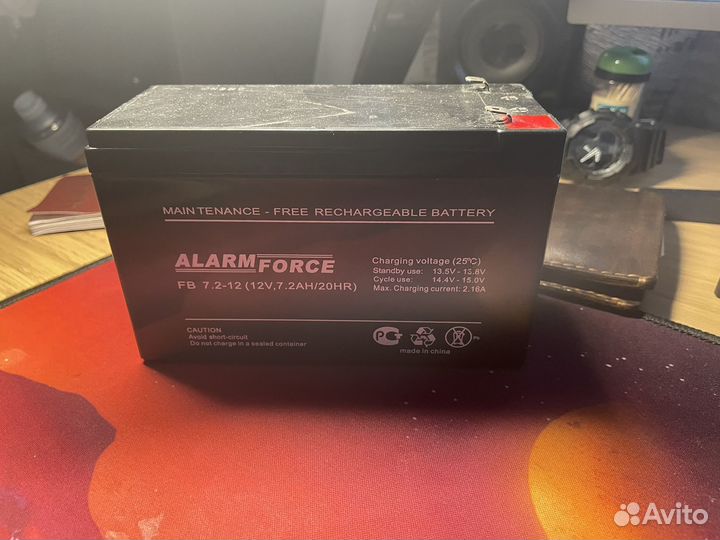 MAINTENANCE - FREE RECHARGEABLE BATTERY
ALARM FORCE
FB 7.2-12 (12V,7.2AH/20HR)
Charging voltage (25°C)
Standby use: 13.5V - 13.8V
Cycle use: 14.4V - 15.0V
Max. Charging current: 2.16A
CAUTION
Avoid short-circuit
Do not charge in a sealed container
PG
Pb
made in china
Avito